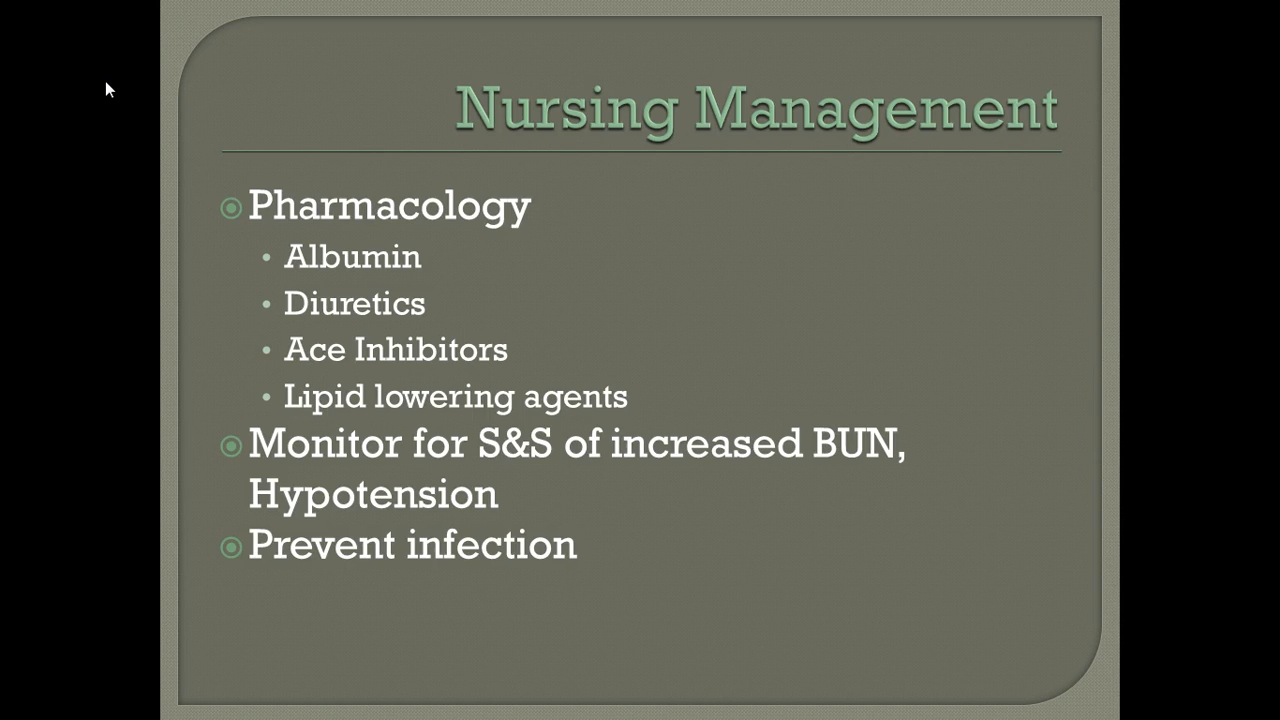 Nursing Management
Pharmacology
Albumin
Diuretics
Ace Inhibitors
Lipid lowering agents
Monitor for S&S of increased BUN,
Hypotension
Prevent infection